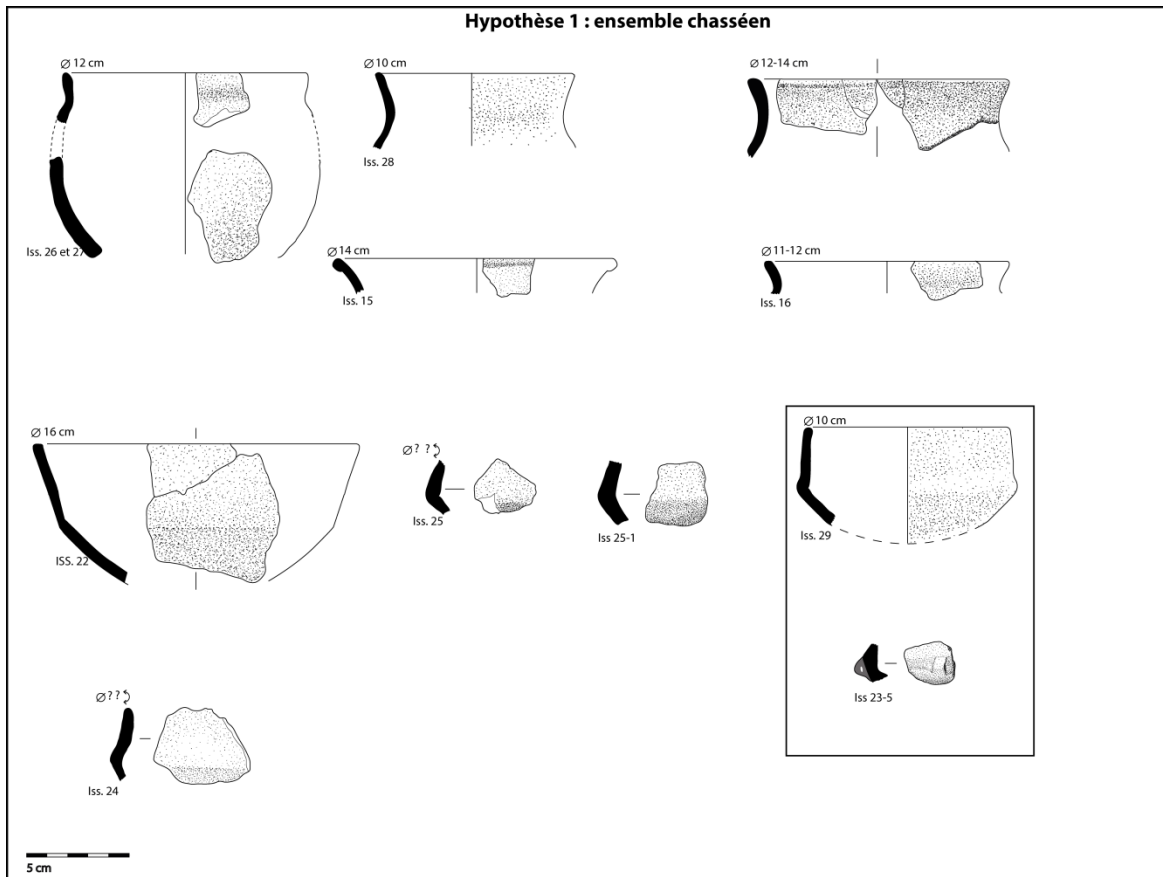 Hypothèse 1 : ensemble chasséen
Ø 12 cm
Ø 10 cm
Ø 12-14 cm
Iss. 28
Iss. 26 et 27
Ø 14 cm
Ø 11-12 cm
Iss. 15
Iss. 16
Ø 16 cm
Ø ? ?
Ø 10 cm
Iss. 25
Iss 25-1
Iss. 29
ISS. 22
Iss 23-5
Ø ? ?
Iss. 24
5 cm